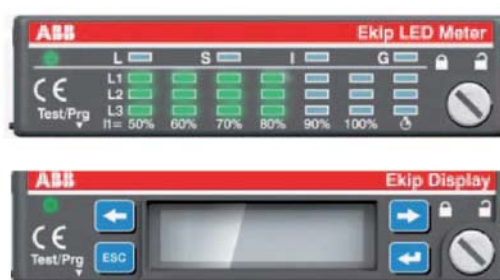 ABB Ekip LED Meter
L S I G
L1
L2
CE L3
Test/Prg I1= 50% 60% 70% 80% 90% 100%
ABB Ekip Display
CE ESC
Test/Prg